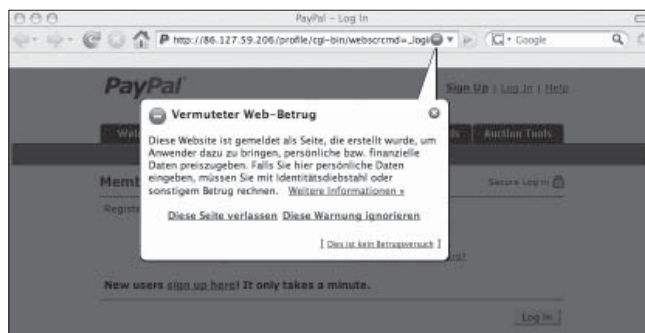 PayPal - Log In
P http://86.127.59.206/profile/cgi-bin/webscrcmd=_logi
G Google
PayPal
Sign Up | Log In | Help
Wel
ds
Auction Tools
Vermuteter Web-Betrug
Diese Website ist gemeldet als Seite, die erstellt wurde, um
Anwender dazu zu bringen, persönliche bzw. finanzielle
Daten preiszugeben. Falls Sie hier persönliche Daten
eingeben, müssen Sie mit Identitätsdiebstahl oder
sonstigem Betrug rechnen. Weitere Informationen »
Diese Seite verlassen Diese Warnung ignorieren
[ Dies ist kein Betrugsversuch ]
Memb
Secure Log In
Registe
New users sign up here! It only takes a minute.
Log In